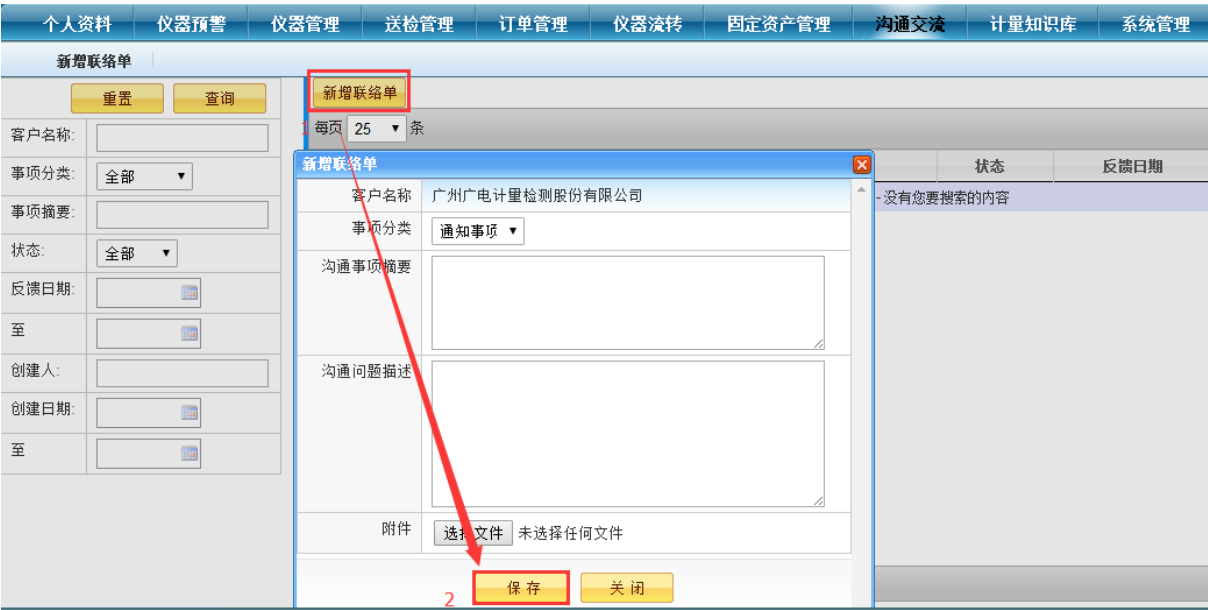 个人资料 仪器预警 仪器管理 送检管理 订单管理 仪器流转 固定资产管理 沟通交流 计量知识库 系统管理
新增联络单
重置 查询
客户名称:
事项分类: 全部
事项摘要:
状态: 全部
反馈日期:
至
创建人:
创建日期:
至
新增联络单
1 每页 25 条
状态 反馈日期
-没有您要搜索的内容
新增联络单
客户名称 广州广电计量检测股份有限公司
事项分类 通知事项
沟通事项摘要
沟通问题描述
附件 选择文件 未选择任何文件
2 保存 关闭